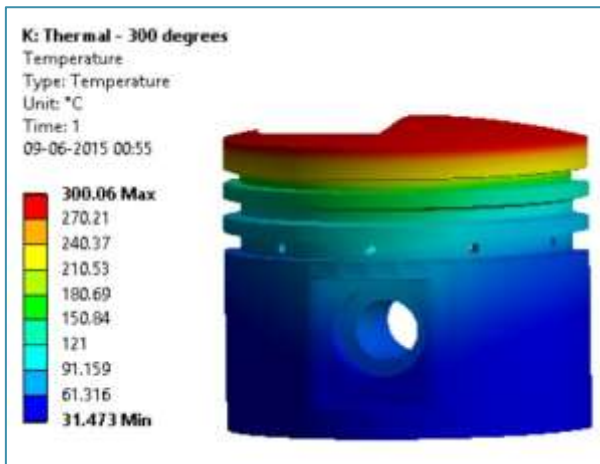 K: Thermal - 300 degrees
Temperature
Type: Temperature
Unit: °C
Time: 1
09-06-2015 00:55
300.06 Max
270.21
240.37
210.53
180.69
150.84
121
91.159
61.316
31.473 Min